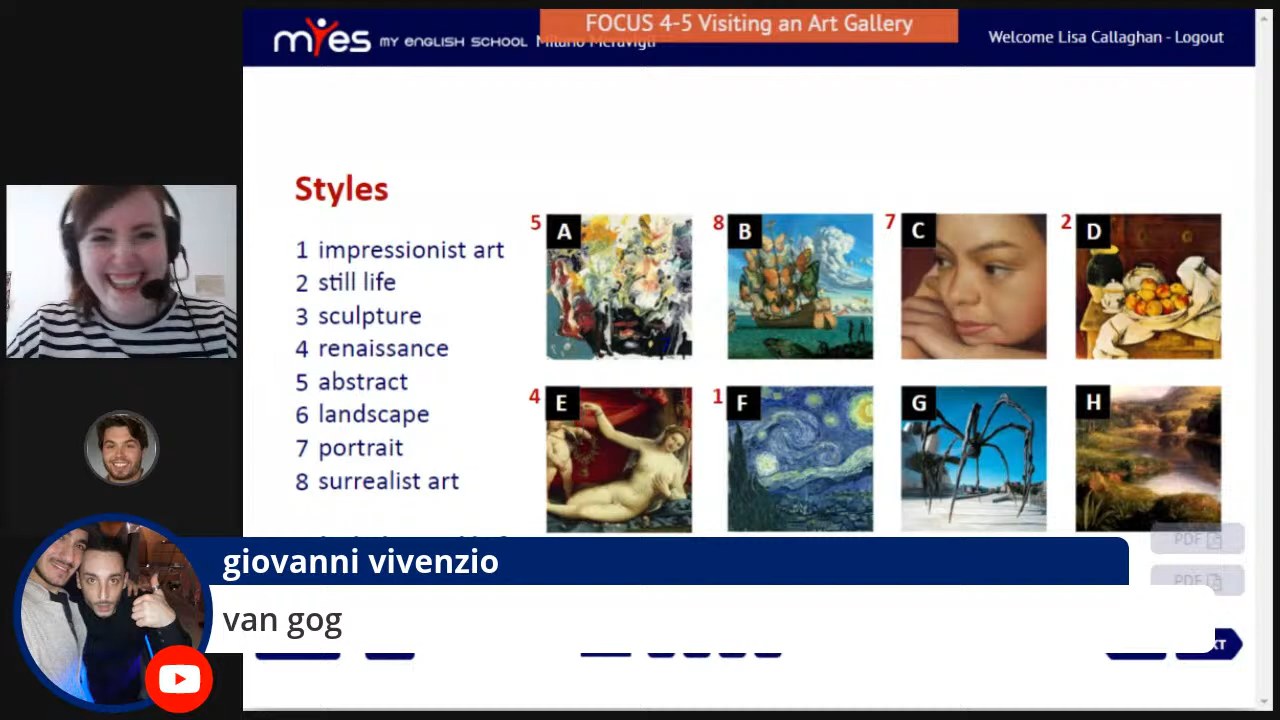 FOCUS 4-5 Visiting an Art Gallery
myes MY ENGLISH SCHOOL Milano Meravigli
Welcome Lisa Callaghan - Logout
Styles
1 impressionist art
2 still life
3 sculpture
4 renaissance
5 abstract
6 landscape
7 portrait
8 surrealist art
5 A
8 B
7 C
2 D
4 E
1 F
G
H
PDF
PDF
giovanni vivenzio
van gog